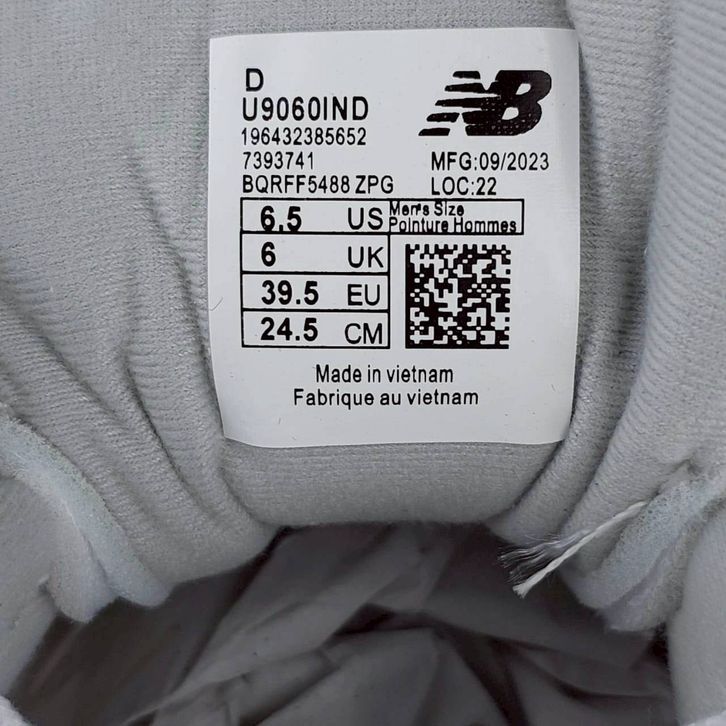 D
U9060IND
196432385652
7393741
MFG:09/2023
BQRFF5488 ZPG
LOC:22
6.5 US
Men's Size
Pointure Hommes
6 UK
39.5 EU
24.5 CM
Made in vietnam
Fabrique au vietnam
NB